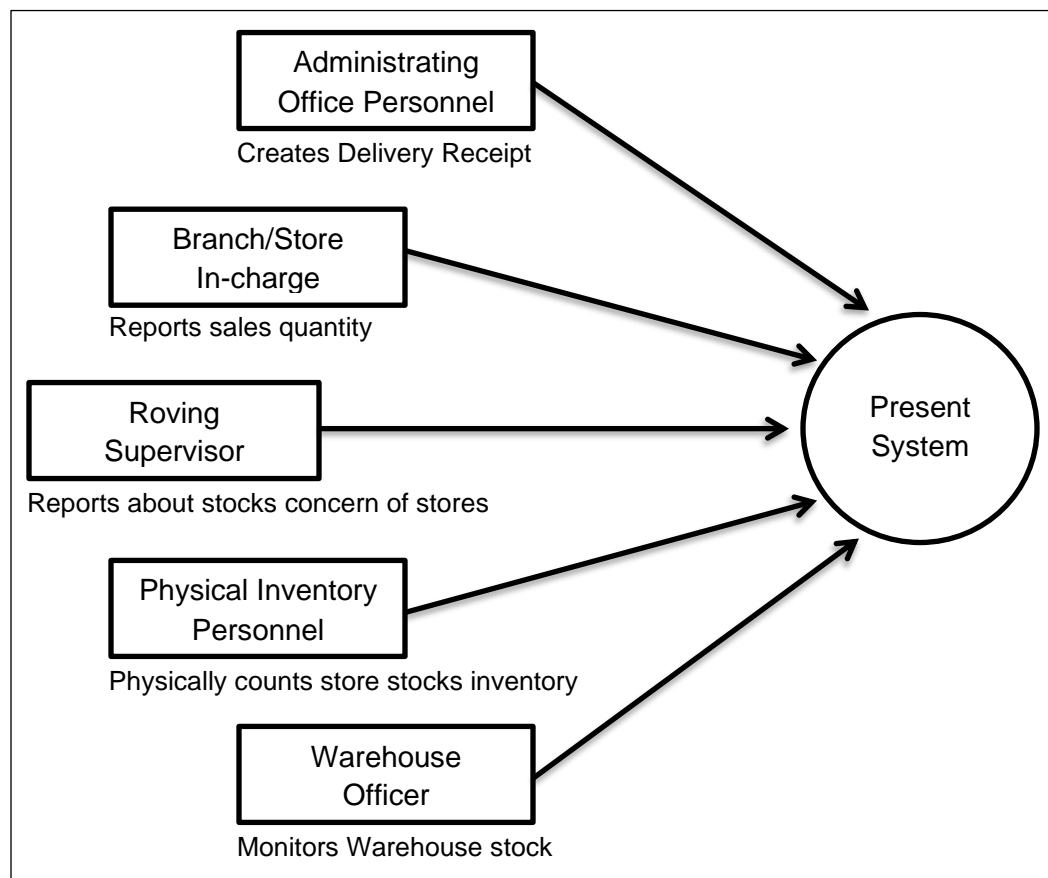 Administrating
Office Personnel
Creates Delivery Receipt
Branch/Store
In-charge
Reports sales quantity
Roving
Supervisor
Reports about stocks concern of stores
Physical Inventory
Personnel
Physically counts store stocks inventory
Warehouse
Officer
Monitors Warehouse stock
Present
System